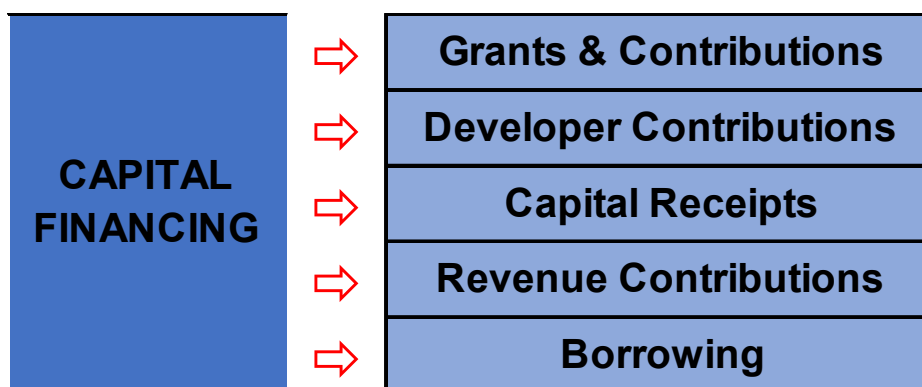 CAPITAL
FINANCING
Grants & Contributions
Developer Contributions
Capital Receipts
Revenue Contributions
Borrowing